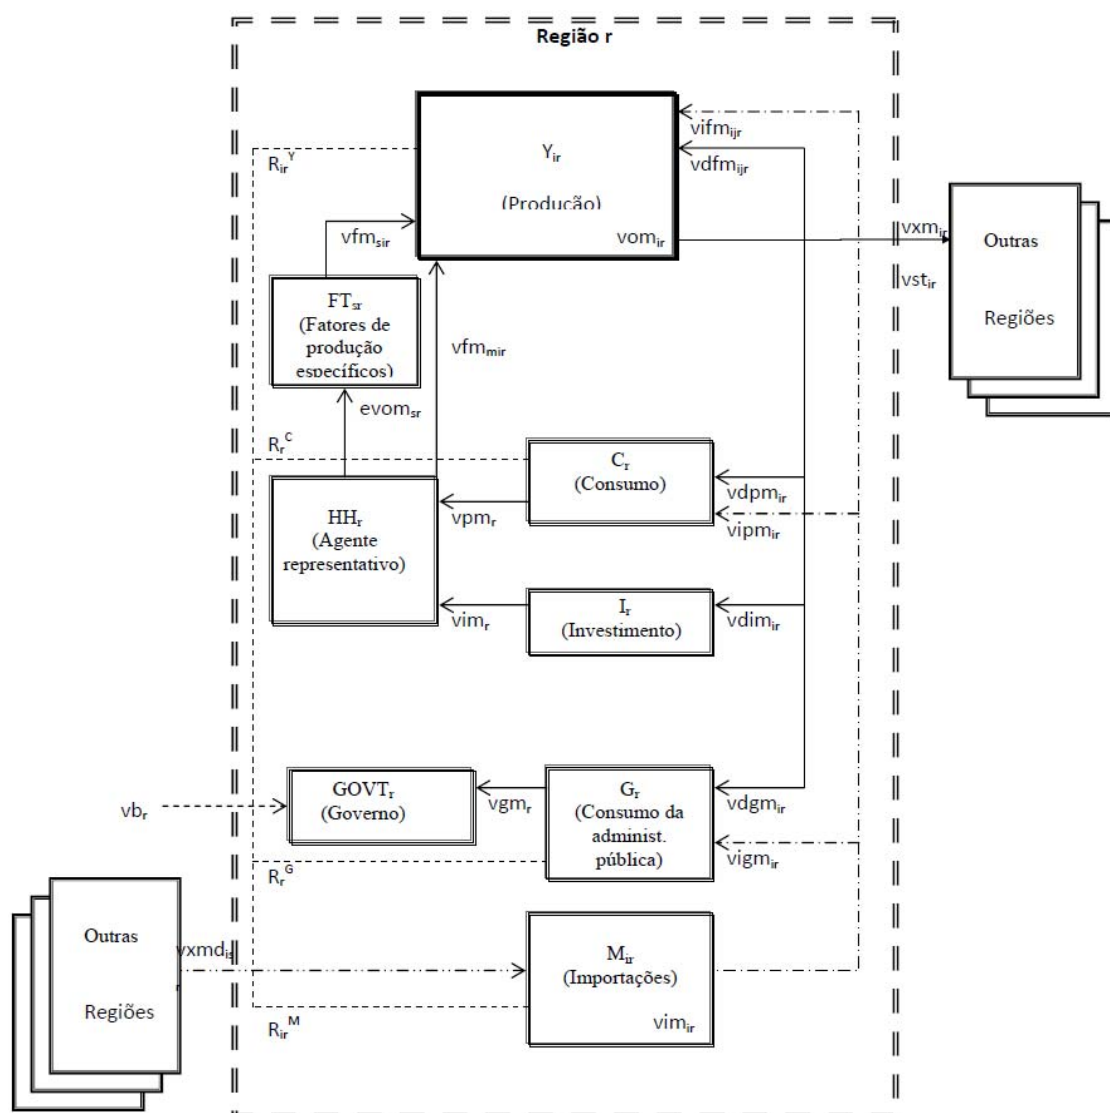 Região r
vifm_ijr
Y_ir
R_ir^Y
vdfm_ijr
(Produção)
vfm_sir
vom_ir
vxm_ir
Outras
FT_sr
vst_ir
(Fatores de
Regiões
produção
vfm_mir
específicos)
evom_sr
R_r^C
C_r
(Consumo)
vdpm_ir
HH_r
vpm_r
vipm_ir
(Agente
representativo)
I_r
vim_r
(Investimento)
vdim_ir
GOVT_r
G_r
vb_r
(Governo)
vgm_r
(Consumo da
vdgm_ir
administ.
pública)
vigm_ir
R_r^G
Outras
vxmd_is
M_ir
r
(Importações)
Regiões
R_ir^M
vim_ir